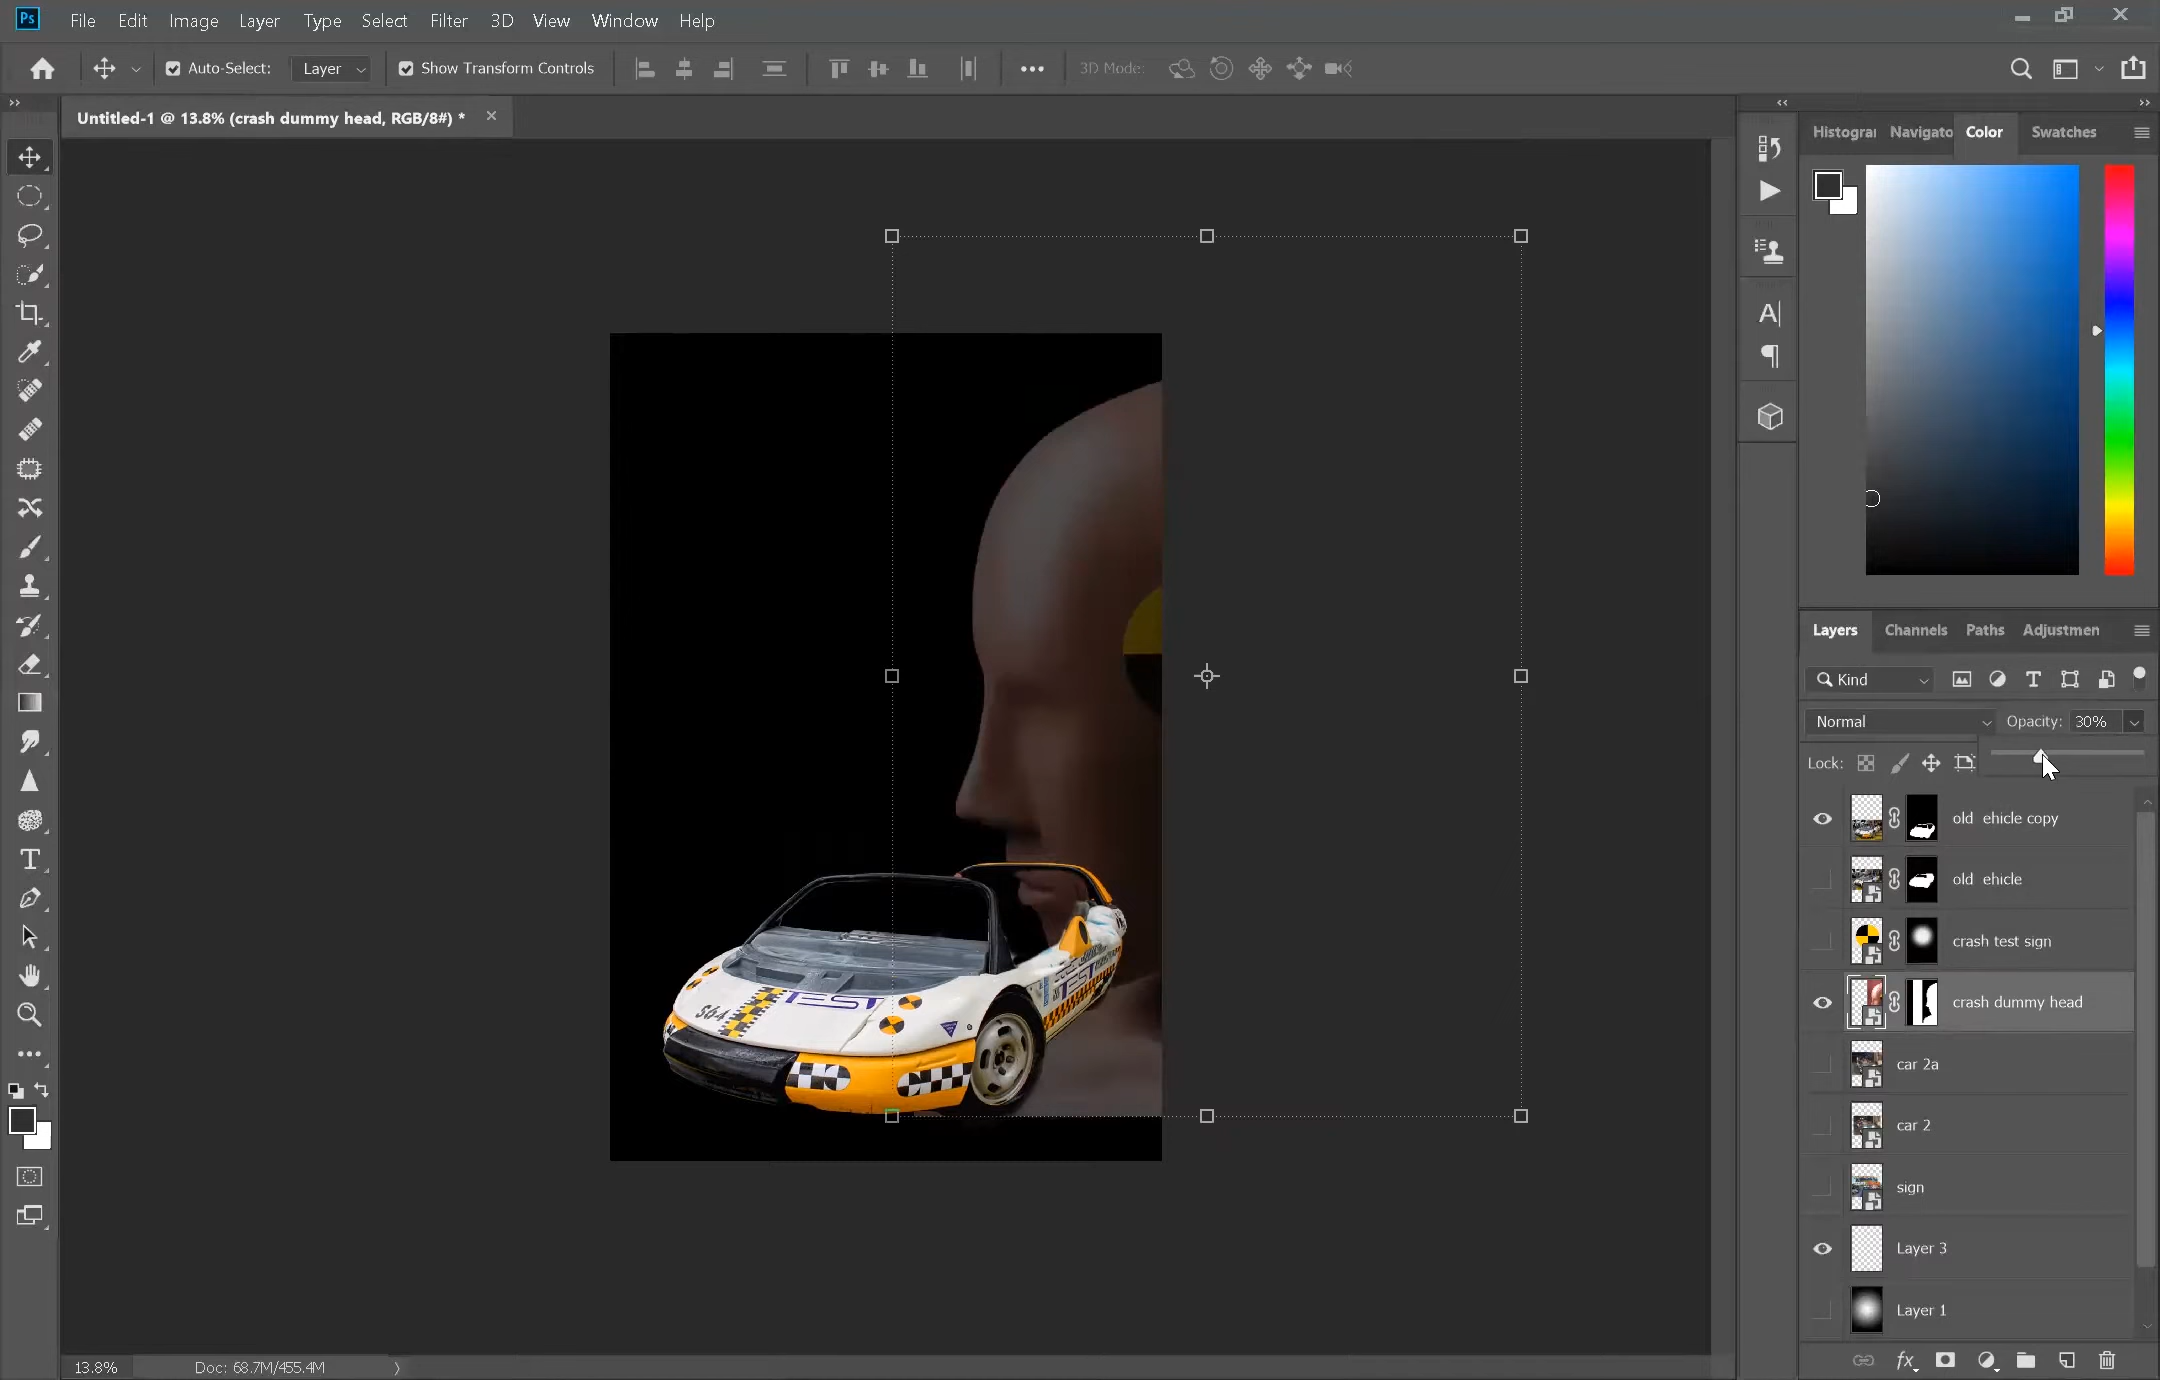 Ps File Edit Image Layer Type Select Filter 3D View Window Help
Auto-Select: Layer Show Transform Controls 3D Mode:
Untitled-1 @ 13.8% (crash dummy head, RGB/8#) *
Histogra Navigato Color Swatches
Layers Channels Paths Adjustmen
Kind
Normal Opacity: 30%
Lock:
old ehicle copy
old ehicle
crash test sign
crash dummy head
car 2a
car 2
sign
Layer 3
Layer 1
S64 TEST
TEST
13.8% Doc: 68.7M/455.4M